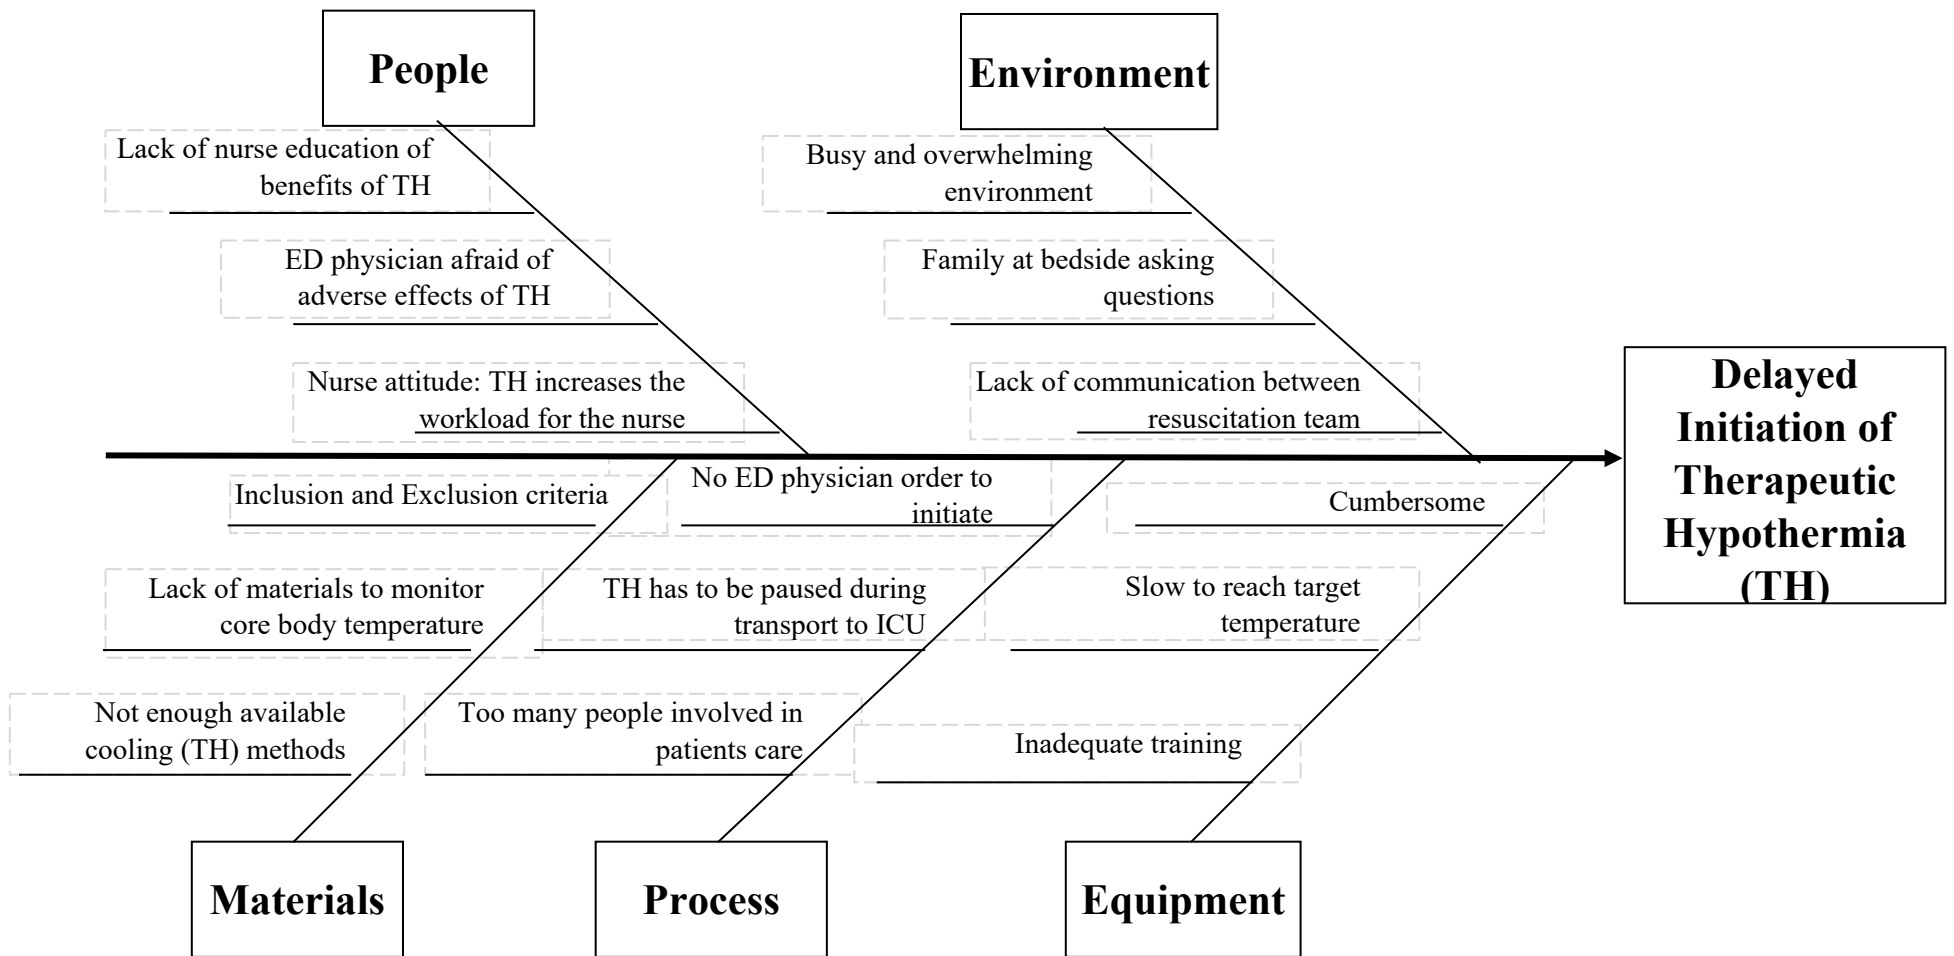 People
Environment
Lack of nurse education of
benefits of TH
Busy and overwhelming
environment
ED physician afraid of
adverse effects of TH
Family at bedside asking
questions
Nurse attitude: TH increases the
workload for the nurse
Lack of communication between
resuscitation team
Delayed
Initiation of
Therapeutic
Hypothermia
(TH)
Inclusion and Exclusion criteria
No ED physician order to
initiate
Cumbersome
Lack of materials to monitor
core body temperature
TH has to be paused during
transport to ICU
Slow to reach target
temperature
Not enough available
cooling (TH) methods
Too many people involved in
patients care
Inadequate training
Materials
Process
Equipment